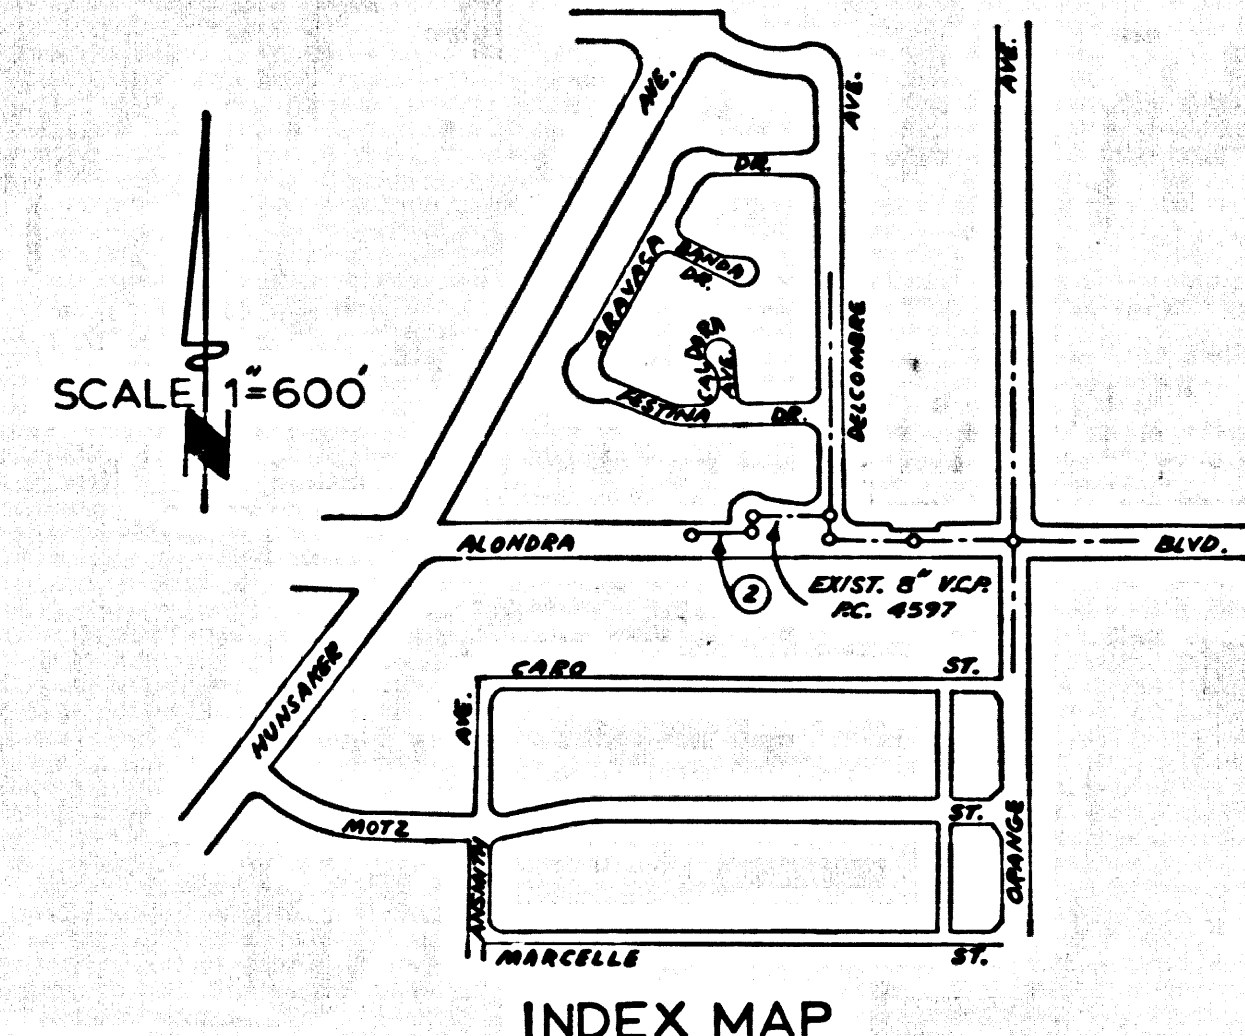 AVE.
AVE.
AVE.
DR.
ARAVACA
BANDA
DR.
CALDORA
AVE.
DELCOMBRE
SCALE 1"=600'
FESTINA
DR.
ALONDRA
BLVD.
2
EXIST. 8" V.C.P.
P.C. 4597
HUNSAKER
CARO
ST.
AVE.
MOTZ
ST.
ORANGE
MARCELLE
ST.
INDEX MAP